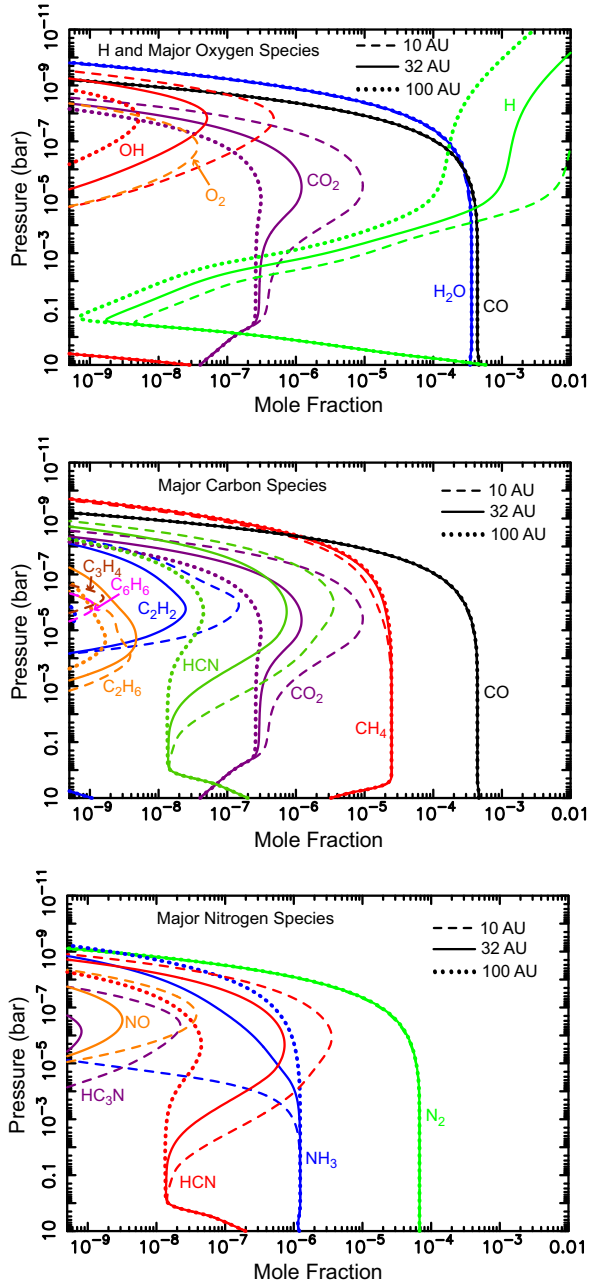 H and Major Oxygen Species
10 AU
32 AU
100 AU
H
OH
O₂
CO₂
H₂O
CO
10⁻¹¹
10⁻⁹
10⁻⁷
10⁻⁵
10⁻³
0.1
10
Pressure (bar)
10⁻⁹ 10⁻⁸ 10⁻⁷ 10⁻⁶ 10⁻⁵ 10⁻⁴ 10⁻³ 0.01
Mole Fraction
Major Carbon Species
10 AU
32 AU
100 AU
C₃H₄
C₆H₆
C₂H₂
HCN
C₂H₆
CO₂
CH₄
CO
10⁻¹¹
10⁻⁹
10⁻⁷
10⁻⁵
10⁻³
0.1
10
Pressure (bar)
10⁻⁹ 10⁻⁸ 10⁻⁷ 10⁻⁶ 10⁻⁵ 10⁻⁴ 10⁻³ 0.01
Mole Fraction
Major Nitrogen Species
10 AU
32 AU
100 AU
NO
HC₃N
HCN
NH₃
N₂
10⁻¹¹
10⁻⁹
10⁻⁷
10⁻⁵
10⁻³
0.1
10
Pressure (bar)
10⁻⁹ 10⁻⁸ 10⁻⁷ 10⁻⁶ 10⁻⁵ 10⁻⁴ 10⁻³ 0.01
Mole Fraction